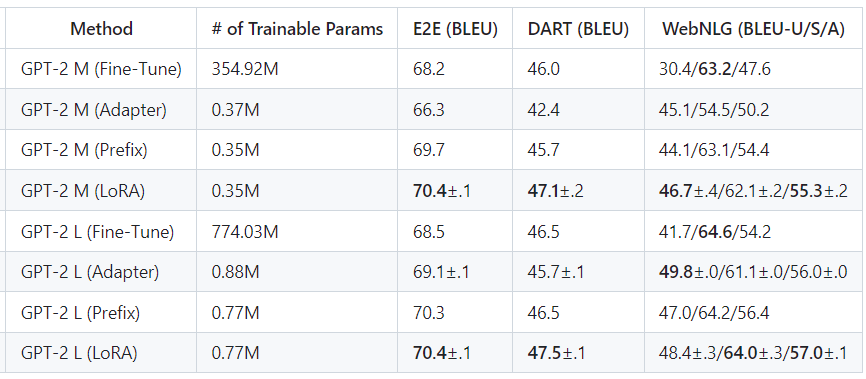 Method # of Trainable Params E2E (BLEU) DART (BLEU) WebNLG (BLEU-U/S/A)
GPT-2 M (Fine-Tune) 354.92M 68.2 46.0 30.4/63.2/47.6
GPT-2 M (Adapter) 0.37M 66.3 42.4 45.1/54.5/50.2
GPT-2 M (Prefix) 0.35M 69.7 45.7 44.1/63.1/54.4
GPT-2 M (LoRA) 0.35M 70.4±.1 47.1±.2 46.7±.4/62.1±.2/55.3±.2
GPT-2 L (Fine-Tune) 774.03M 68.5 46.5 41.7/64.6/54.2
GPT-2 L (Adapter) 0.88M 69.1±.1 45.7±.1 49.8±.0/61.1±.0/56.0±.0
GPT-2 L (Prefix) 0.77M 70.3 46.5 47.0/64.2/56.4
GPT-2 L (LoRA) 0.77M 70.4±.1 47.5±.1 48.4±.3/64.0±.3/57.0±.1